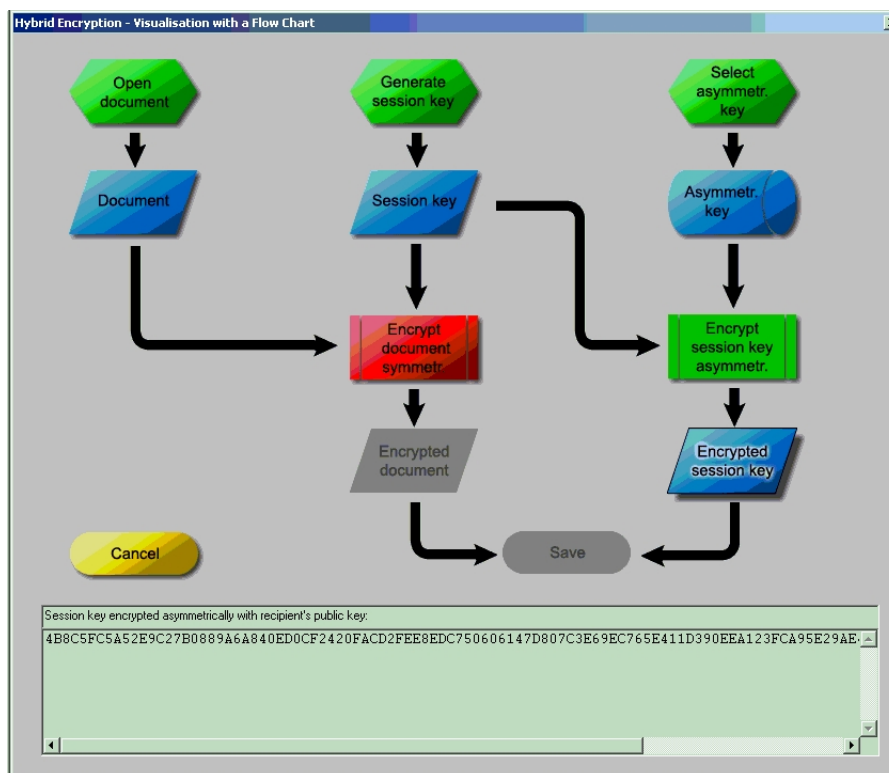 Hybrid Encryption - Visualisation with a Flow Chart
Open
document
Generate
session key
Select
asymmetr.
key
Document
Session key
Asymmetr.
key
Encrypt
document
symmetr.
Encrypt
session key
asymmetr.
Encrypted
document
Encrypted
session key
Cancel
Save
Session key encrypted asymmetrically with recipient's public key:
4B8C5FC5A52E9C27B0889A6A840ED0CF2420FACD2FEE8EDC750606147D807C3E69EC765E411D390EEA123FCA95E29AE